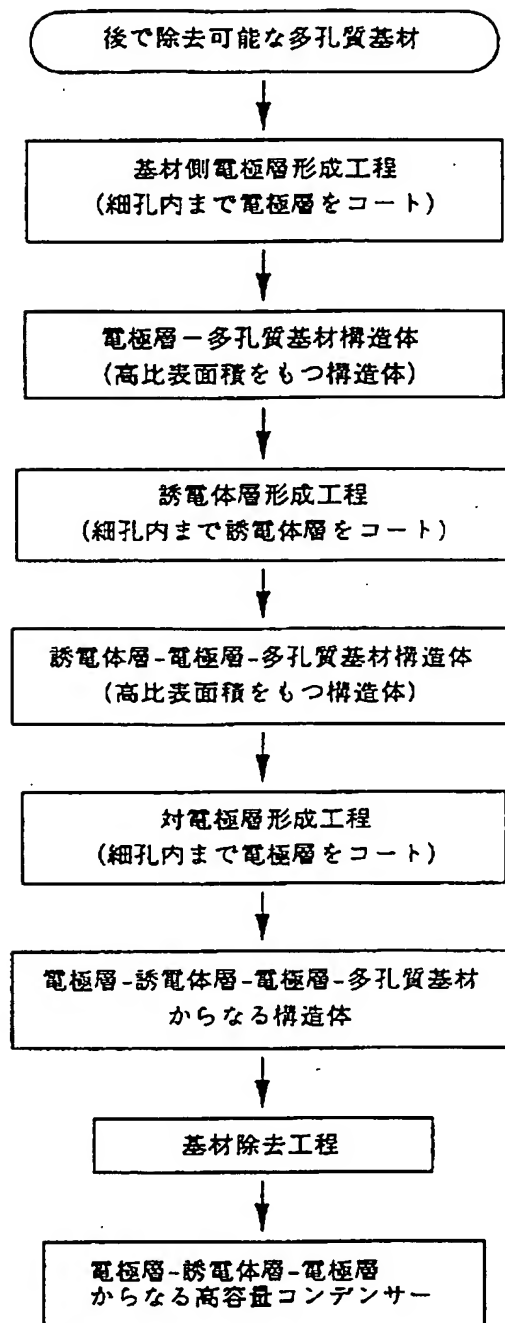 後で除去可能な多孔質基材
基材側電極層形成工程
(細孔内まで電極層をコート)
電極層－多孔質基材構造体
(高比表面積をもつ構造体)
誘電体層形成工程
(細孔内まで誘電体層をコート)
誘電体層-電極層-多孔質基材構造体
(高比表面積をもつ構造体)
対電極層形成工程
(細孔内まで電極層をコート)
電極層-誘電体層-電極層-多孔質基材
からなる構造体
基材除去工程
電極層-誘電体層-電極層
からなる高容量コンデンサー